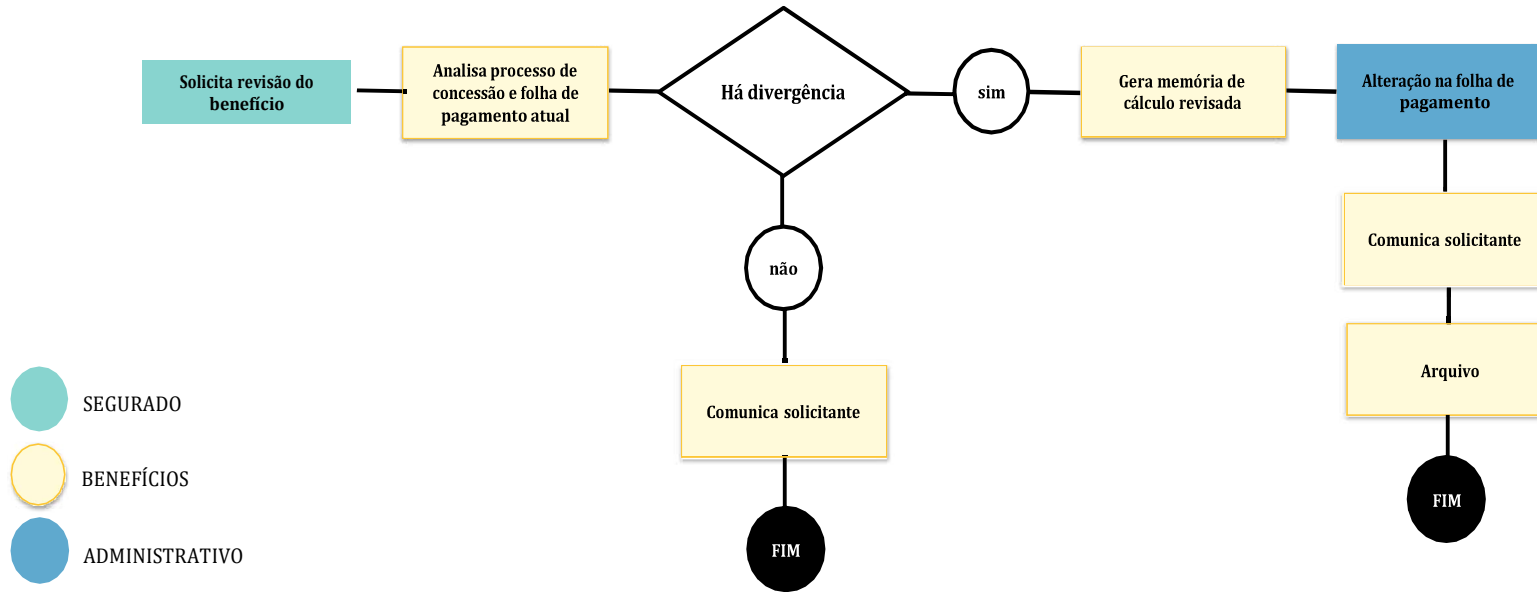 Solicita revisão do
benefício
Analisa processo de
concessão e folha de
pagamento atual
Há divergência
sim
Gera memória de
cálculo revisada
Alteração na folha de
pagamento
Comunica solicitante
Arquivo
FIM
não
Comunica solicitante
FIM
SEGURADO
BENEFÍCIOS
ADMINISTRATIVO